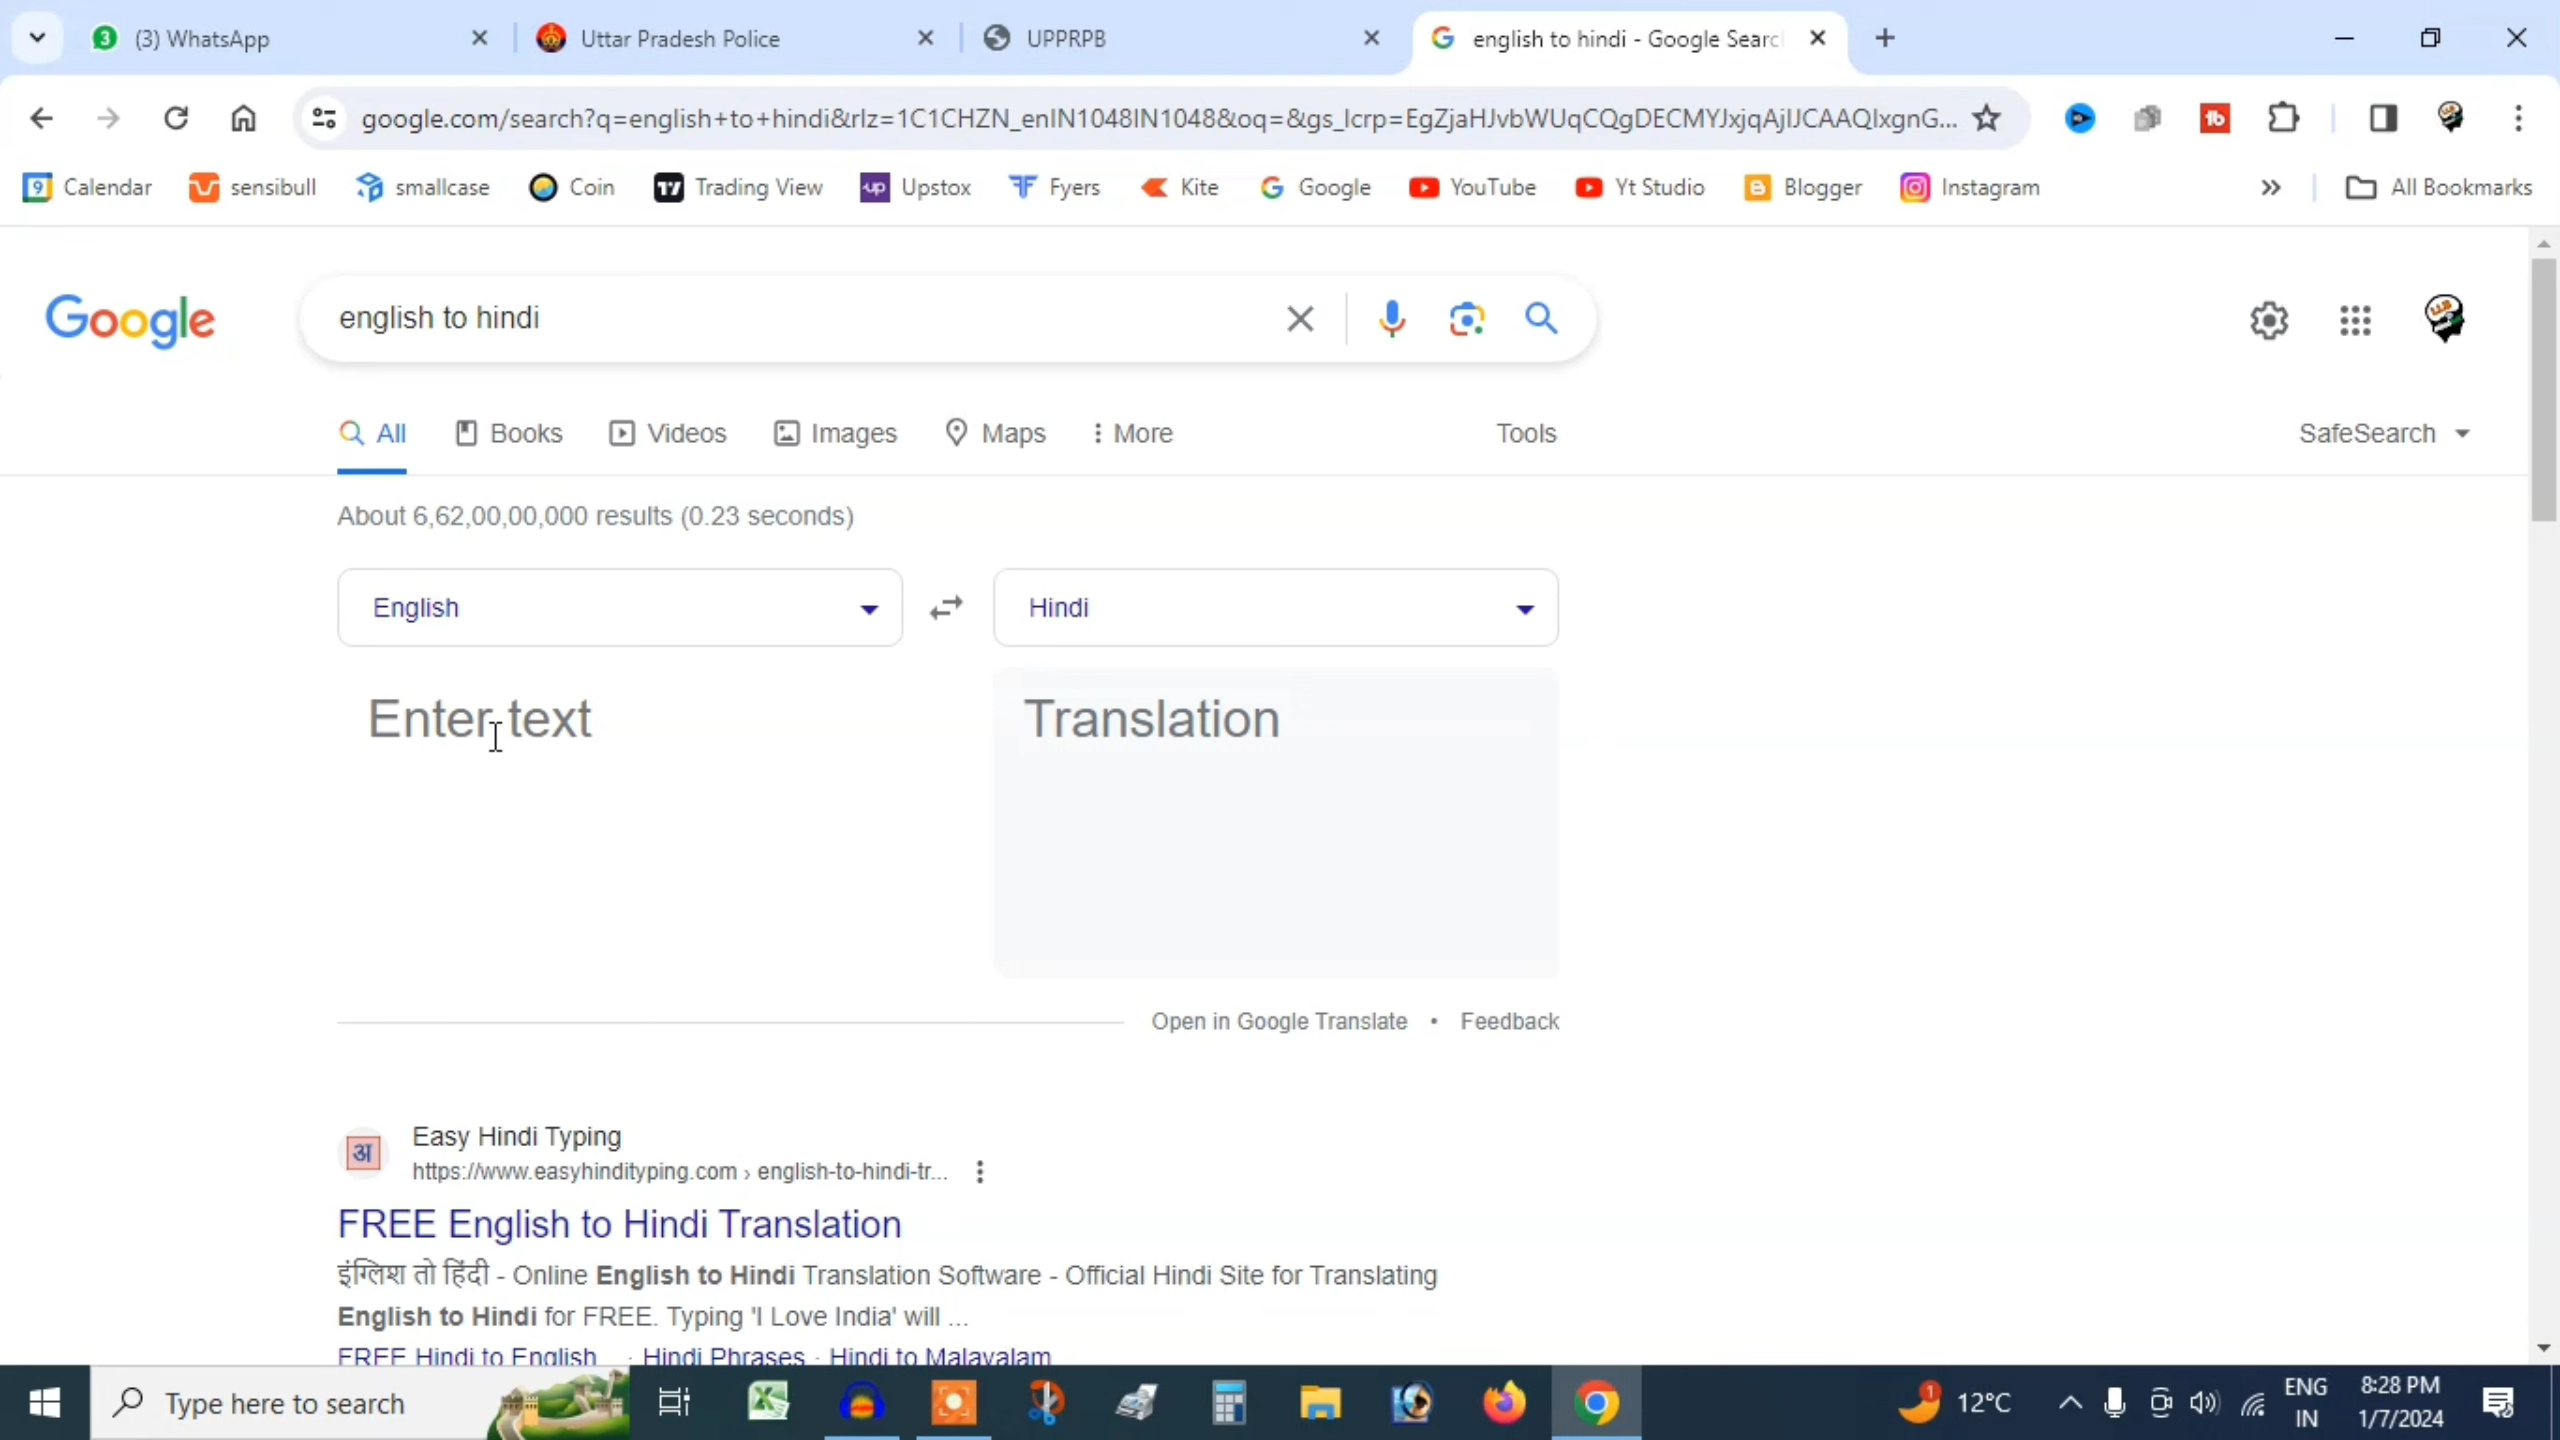 (3) WhatsApp
Uttar Pradesh Police
UPPRPB
english to hindi - Google Searc
google.com/search?q=english+to+hindi&rlz=1C1CHZN_enIN1048IN1048&oq=&gs_lcrp=EgZjaHJvbWUqCQgDECMYJxjqAjIJCAAQIxgnG...
Calendar sensibull smallcase Coin Trading View Upstox Fyers Kite Google YouTube Yt Studio Blogger Instagram » All Bookmarks
Google
english to hindi
All Books Videos Images Maps More Tools SafeSearch
About 6,62,00,00,000 results (0.23 seconds)
English Hindi
Enter text Translation
Open in Google Translate • Feedback
अ
Easy Hindi Typing
https://www.easyhindityping.com › english-to-hindi-tr...
FREE English to Hindi Translation
इंग्लिश तो हिंदी - Online English to Hindi Translation Software - Official Hindi Site for Translating
English to Hindi for FREE. Typing 'I Love India' will ...
FREE Hindi to English ... · Hindi Phrases · Hindi to Malayalam
Type here to search
12°C
ENG
IN
8:28 PM
1/7/2024